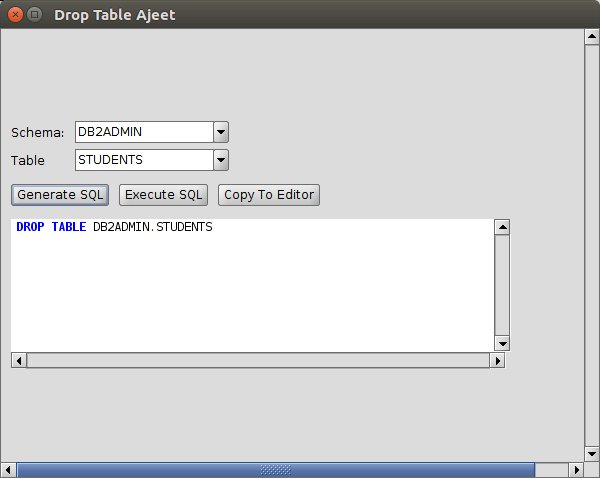 Drop Table Ajeet
Schema: DB2ADMIN
Table STUDENTS
Generate SQL Execute SQL Copy To Editor
DROP TABLE DB2ADMIN.STUDENTS